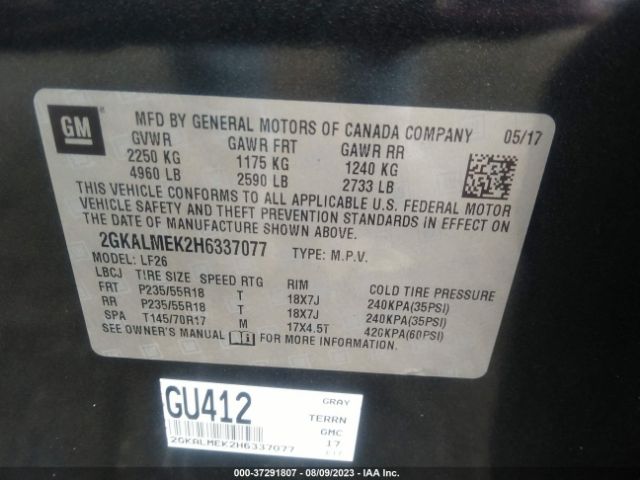 GM
MFD BY GENERAL MOTORS OF CANADA COMPANY 05/17
GVWR GAWR FRT GAWR RR
2250 KG 1175 KG 1240 KG
4960 LB 2590 LB 2733 LB
THIS VEHICLE CONFORMS TO ALL APPLICABLE U.S. FEDERAL MOTOR
VEHICLE SAFETY AND THEFT PREVENTION STANDARDS IN EFFECT ON
THE DATE OF MANUFACTURE SHOWN ABOVE.
2GKALMEK2H6337077 TYPE: M.P.V.
MODEL: LF26
LBCJ TIRE SIZE SPEED RTG RIM COLD TIRE PRESSURE
FRT P235/55R18 T 18X7J 240KPA(35PSI)
RR P235/55R18 T 18X7J 240KPA(35PSI)
SPA T145/70R17 M 17X4.5T 420KPA(60PSI)
SEE OWNER'S MANUAL FOR MORE INFORMATION.
GU412 GRAY
TERRN
GMC
2GKALMEK2H6337077 17
000-37291807 - 08/09/2023 - IAA Inc.